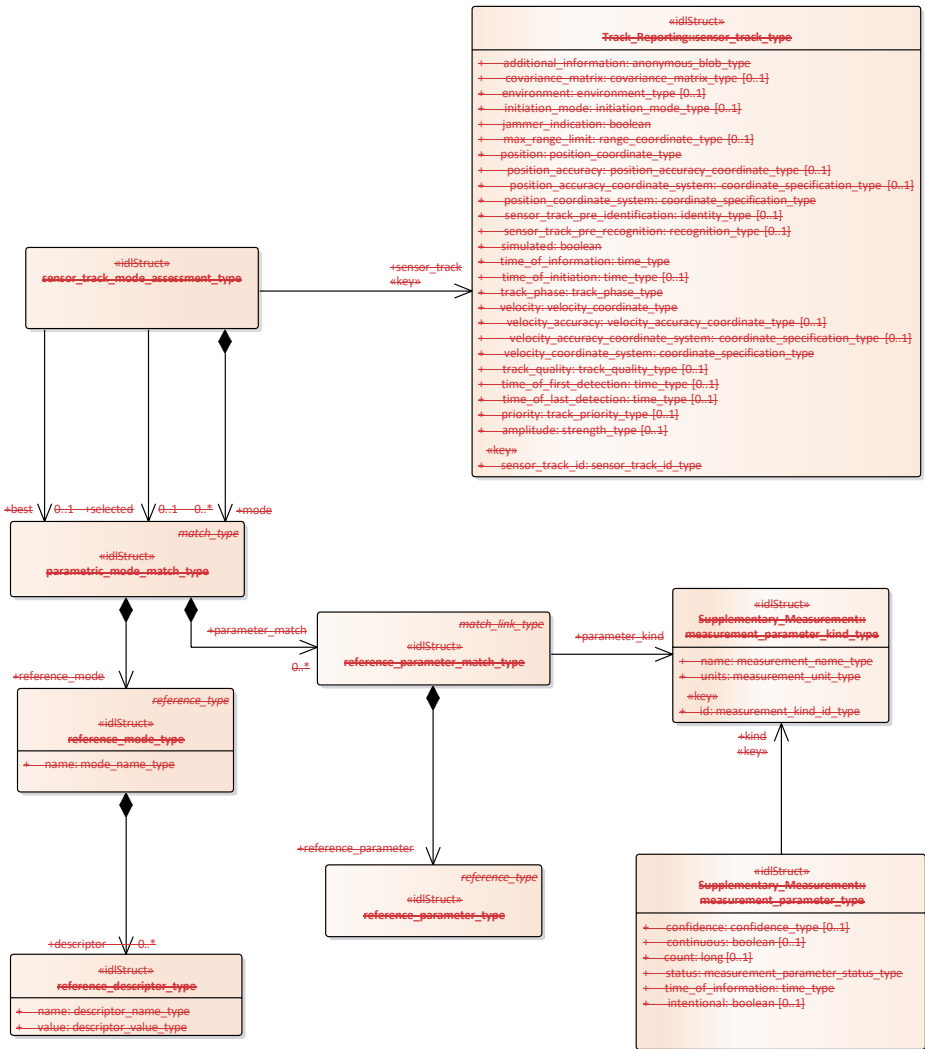 «idlStruct»
Track_Reporting::sensor_track_type
+ additional_information: anonymous_blob_type
+ covariance_matrix: covariance_matrix_type [0..1]
+ environment: environment_type [0..1]
+ initiation_mode: initiation_mode_type [0..1]
+ jammer_indication: boolean
+ max_range_limit: range_coordinate_type [0..1]
+ position: position_coordinate_type
+ position_accuracy: position_accuracy_coordinate_type [0..1]
+ position_accuracy_coordinate_system: coordinate_specification_type [0..1]
+ position_coordinate_system: coordinate_specification_type
+ sensor_track_pre_identification: identity_type [0..1]
+ sensor_track_pre_recognition: recognition_type [0..1]
+ simulated: boolean
+ time_of_information: time_type
+ time_of_initiation: time_type [0..1]
+ track_phase: track_phase_type
+ velocity: velocity_coordinate_type
+ velocity_accuracy: velocity_accuracy_coordinate_type [0..1]
+ velocity_accuracy_coordinate_system: coordinate_specification_type [0..1]
+ velocity_coordinate_system: coordinate_specification_type
+ track_quality: track_quality_type [0..1]
+ time_of_first_detection: time_type [0..1]
+ time_of_last_detection: time_type [0..1]
+ priority: track_priority_type [0..1]
+ amplitude: strength_type [0..1]
«key»
+ sensor_track_id: sensor_track_id_type
«idlStruct»
sensor_track_mode_assessment_type
+sensor_track
«key»
+best 0..1 +selected 0..1 0..* +mode
match_type
«idlStruct»
parametric_mode_match_type
+parameter_match
0..*
match_link_type
«idlStruct»
reference_parameter_match_type
+parameter_kind
«idlStruct»
Supplementary_Measurement::
measurement_parameter_kind_type
+ name: measurement_name_type
+ units: measurement_unit_type
«key»
+ id: measurement_kind_id_type
+reference_mode
reference_type
«idlStruct»
reference_mode_type
+ name: mode_name_type
+kind
«key»
+reference_parameter
reference_type
«idlStruct»
reference_parameter_type
«idlStruct»
Supplementary_Measurement::
measurement_parameter_type
+ confidence: confidence_type [0..1]
+ continuous: boolean [0..1]
+ count: long [0..1]
+ status: measurement_parameter_status_type
+ time_of_information: time_type
+ intentional: boolean [0..1]
+descriptor 0..*
«idlStruct»
reference_descriptor_type
+ name: descriptor_name_type
+ value: descriptor_value_type